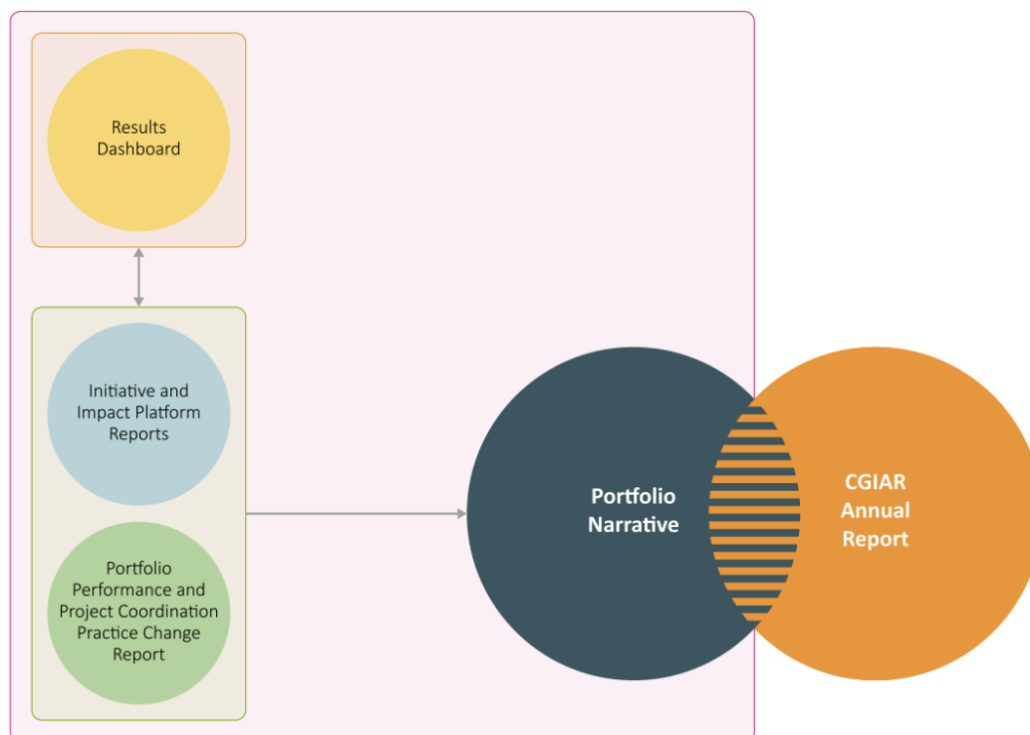 Results
Dashboard
Initiative and
Impact Platform
Reports
Portfolio
Performance and
Project Coordination
Practice Change
Report
Portfolio
Narrative
CGIAR
Annual
Report